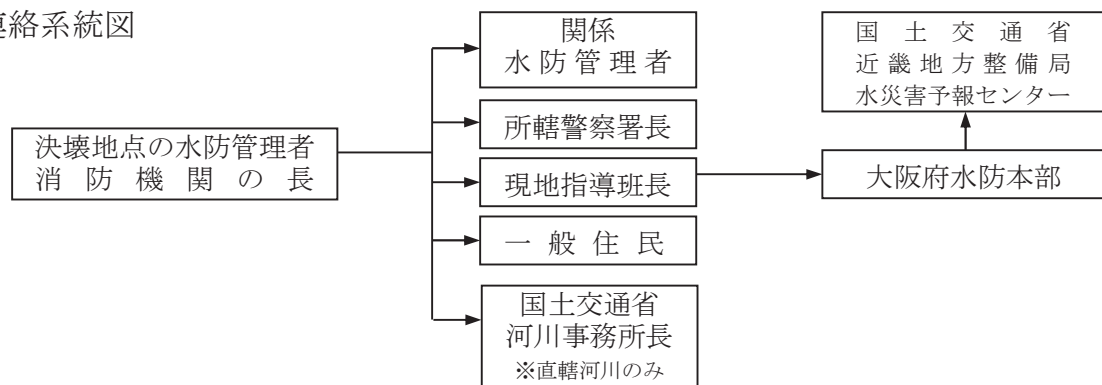 連絡系統図
関係
水防管理者
所轄警察署長
現地指導班長
一般住民
国土交通省
河川事務所長
※直轄河川のみ
決壊地点の水防管理者
消防機関の長
国土交通省
近畿地方整備局
水災害予報センター
大阪府水防本部